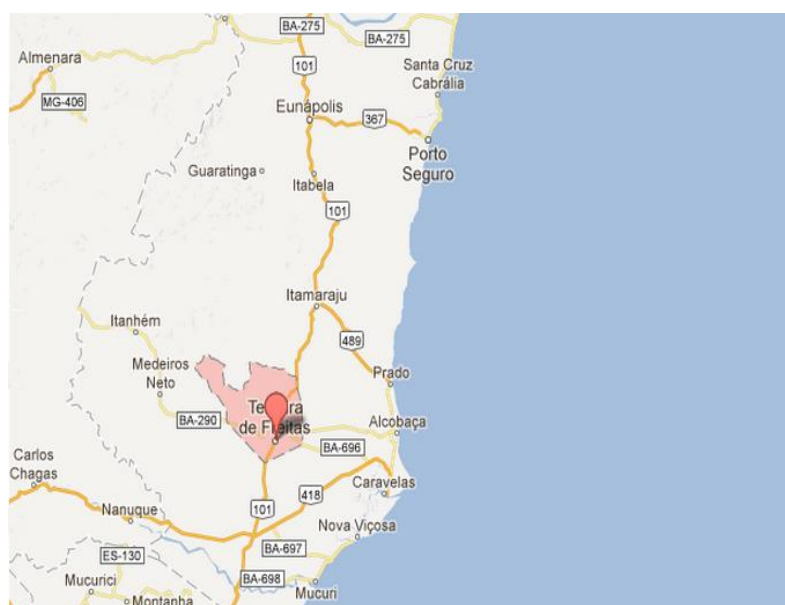 BA-275
BA-275
Almenara
101
Santa Cruz
Cabrália
MG-406
Eunápolis
367
Porto
Seguro
Guaratinga
Itabela
101
Itamaraju
Itanhém
489
Medeiros
Neto
Prado
BA-290
de Freitas
Alcobaça
BA-696
Carlos
Chagas
418
Caravelas
101
Nanuque
Nova Viçosa
BA-697
ES-130
BA-698
Mucurici
Mucuri
Montanha